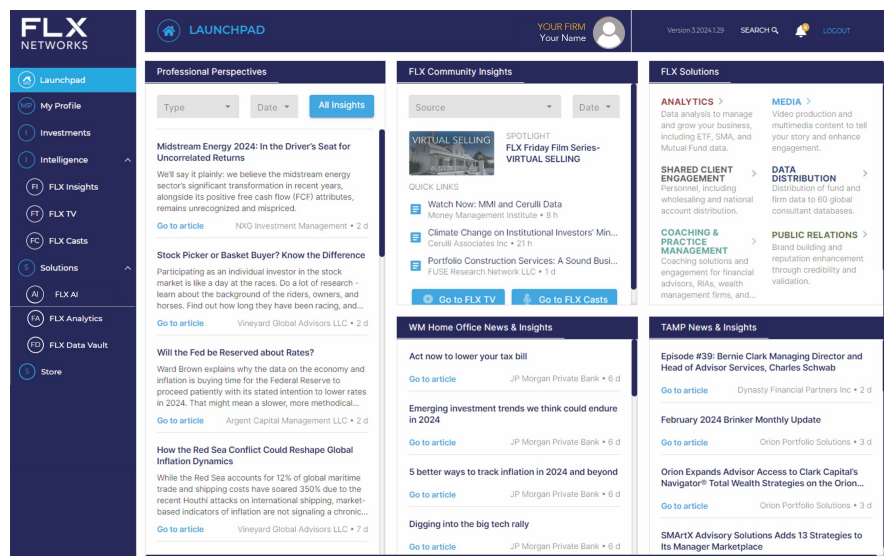 FLX
NETWORKS
LAUNCHPAD
YOUR FIRM
Your Name
Version 3.2024.1.29
SEARCH
LOGOUT
Launchpad
MP My Profile
I Investments
I Intelligence
FI FLX Insights
FT FLX TV
FC FLX Casts
S Solutions
AI FLX AI
FA FLX Analytics
FD FLX Data Vault
S Store
Professional Perspectives
Type
Date
All Insights
Midstream Energy 2024: In the Driver's Seat for
Uncorrelated Returns
We'll say it plainly: we believe the midstream energy
sector's significant transformation in recent years,
alongside its positive free cash flow (FCF) attributes,
remains unrecognized and mispriced.
Go to article NXG Investment Management • 2 d
Stock Picker or Basket Buyer? Know the Difference
Participating as an individual investor in the stock
market is like a day at the races. Do a lot of research -
learn about the background of the riders, owners, and
horses. Find out how long they have been racing, and...
Go to article Vineyard Global Advisors LLC • 2 d
Will the Fed be Reserved about Rates?
Ward Brown explains why the data on the economy and
inflation is buying time for the Federal Reserve to
proceed patiently with its stated intention to lower rates
in 2024. That might mean a slower, more methodical...
Go to article Argent Capital Management LLC • 2 d
How the Red Sea Conflict Could Reshape Global
Inflation Dynamics
While the Red Sea accounts for 12% of global maritime
trade and shipping costs have soared 350% due to the
recent Houthi attacks on international shipping, market-
based indicators of inflation are not signaling a chronic...
Go to article Vineyard Global Advisors LLC • 7 d
FLX Community Insights
Source
Date
VIRTUAL SELLING
SPOTLIGHT
FLX Friday Film Series-
VIRTUAL SELLING
QUICK LINKS
Watch Now: MMI and Cerulli Data
Money Management Institute • 8 h
Climate Change on Institutional Investors' Min...
Cerulli Associates Inc • 21 h
Portfolio Construction Services: A Sound Busi...
FUSE Research Network LLC • 1 d
Go to FLX TV
Go to FLX Casts
FLX Solutions
ANALYTICS
Data analysis to manage
and grow your business,
including ETF, SMA, and
Mutual Fund data.
MEDIA
Video production and
multimedia content to tell
your story and enhance
engagement.
SHARED CLIENT
ENGAGEMENT
Personnel, including
wholesaling and national
account distribution.
DATA
DISTRIBUTION
Distribution of fund and
firm data to 60 global
consultant databases.
COACHING &
PRACTICE
MANAGEMENT
Coaching solutions and
engagement for financial
advisors, RIAs, wealth
management firms, and...
PUBLIC RELATIONS
Brand building and
reputation enhancement
through credibility and
validation.
WM Home Office News & Insights
Act now to lower your tax bill
Go to article JP Morgan Private Bank • 6 d
Emerging investment trends we think could endure
in 2024
Go to article JP Morgan Private Bank • 6 d
5 better ways to track inflation in 2024 and beyond
Go to article JP Morgan Private Bank • 6 d
Digging into the big tech rally
Go to article JP Morgan Private Bank • 6 d
TAMP News & Insights
Episode #39: Bernie Clark Managing Director and
Head of Advisor Services, Charles Schwab
Go to article Dynasty Financial Partners Inc • 2 d
February 2024 Brinker Monthly Update
Go to article Orion Portfolio Solutions • 3 d
Orion Expands Advisor Access to Clark Capital's
Navigator® Total Wealth Strategies on the Orion...
Go to article Orion Portfolio Solutions • 3 d
SMArtX Advisory Solutions Adds 13 Strategies to
Its Manager Marketplace